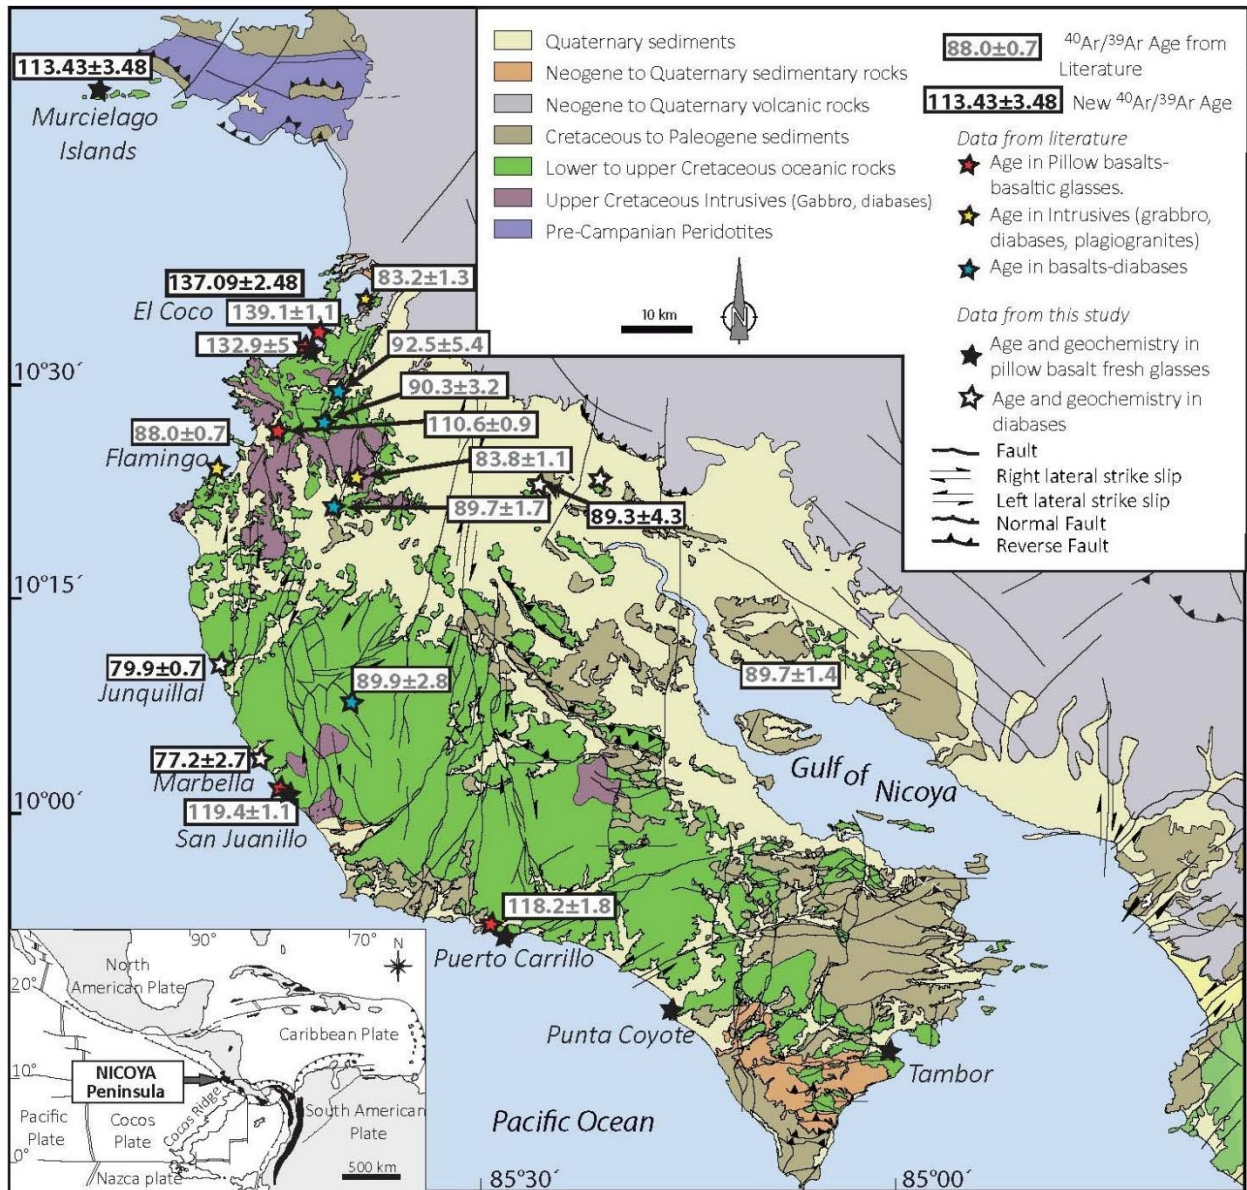 Quaternary sediments
Neogene to Quaternary sedimentary rocks
Neogene to Quaternary volcanic rocks
Cretaceous to Paleogene sediments
Lower to upper Cretaceous oceanic rocks
Upper Cretaceous Intrusives (Gabbro, diabases)
Pre-Campanian Peridotites
10 km
N
88.0±0.7
40Ar/39Ar Age from
Literature
113.43±3.48
New 40Ar/39Ar Age
Data from literature
Age in Pillow basalts-
basaltic glasses.
Age in Intrusives (grabbro,
diabases, plagiogranites)
Age in basalts-diabases
Data from this study
Age and geochemistry in
pillow basalt fresh glasses
Age and geochemistry in
diabases
Fault
Right lateral strike slip
Left lateral strike slip
Normal Fault
Reverse Fault
113.43±3.48
Murcielago
Islands
137.09±2.48
83.2±1.3
El Coco
139.1±1.1
132.9±5
92.5±5.4
10°30´
90.3±3.2
110.6±0.9
88.0±0.7
Flamingo
83.8±1.1
89.7±1.7
89.3±4.3
10°15´
79.9±0.7
Junquillal
89.9±2.8
89.7±1.4
77.2±2.7
Marbella
119.4±1.1
San Juanillo
10°00´
Gulf of
Nicoya
118.2±1.8
Puerto Carrillo
Punta Coyote
Tambor
Pacific Ocean
85°30´
85°00´
90°
70°
N
North
American Plate
20°
Caribbean Plate
NICOYA
Peninsula
10°
Cocos Ridge
Pacific
Plate
Cocos
Plate
South American
Plate
0°
Nazca plate
500 km